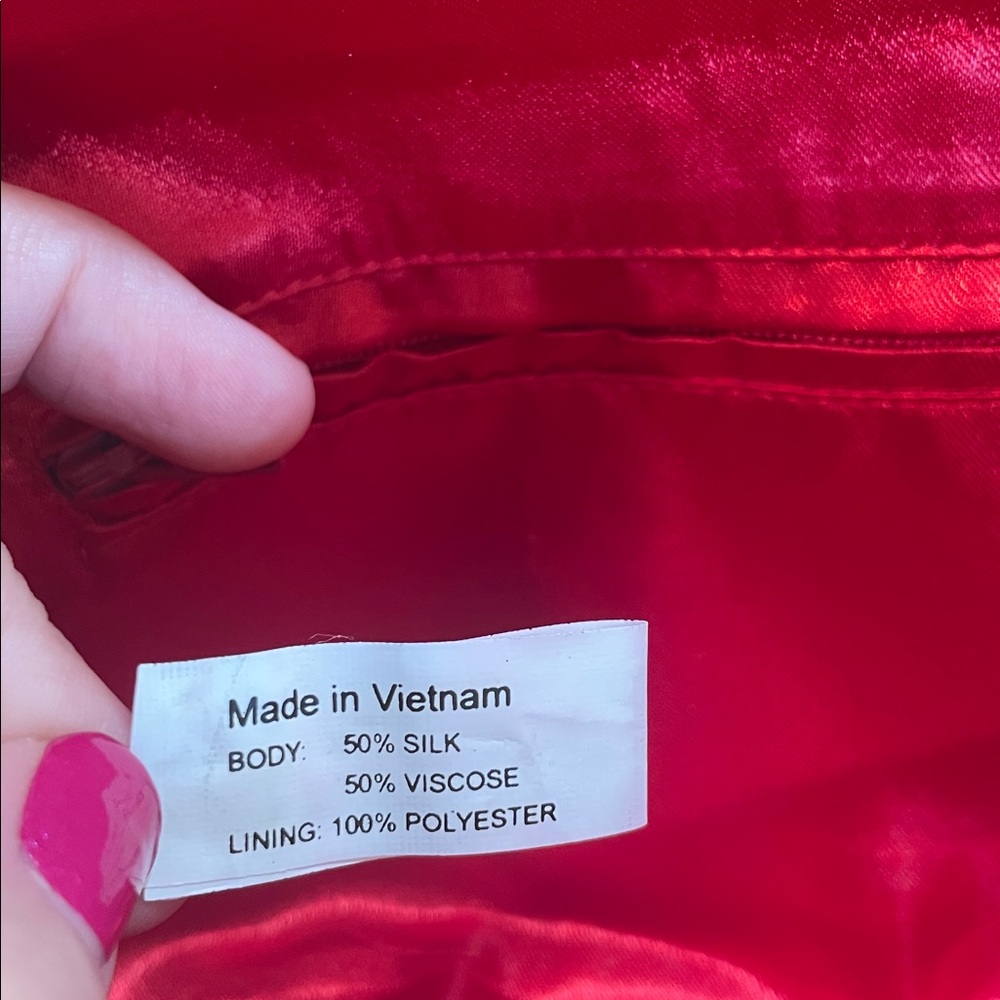 Made in Vietnam
BODY: 50% SILK
50% VISCOSE
LINING: 100% POLYESTER